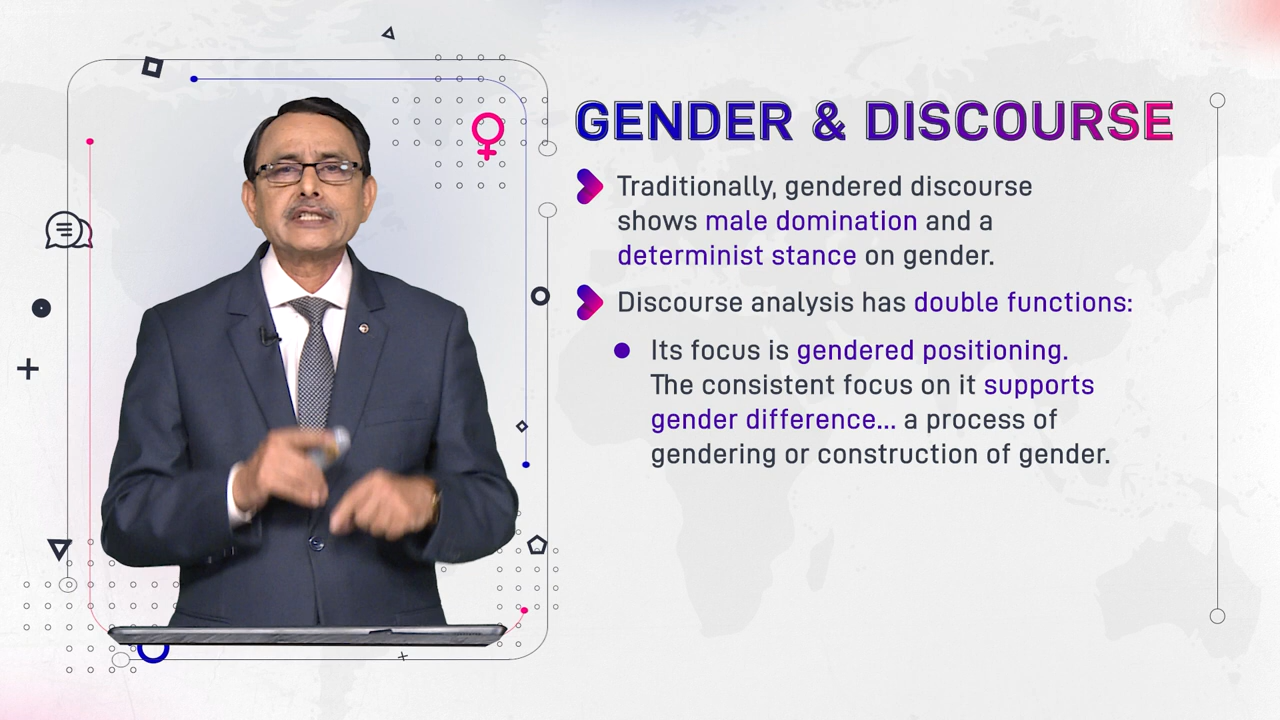 GENDER & DISCOURSE
Traditionally, gendered discourse
shows male domination and a
determinist stance on gender.
Discourse analysis has double functions:
Its focus is gendered positioning.
The consistent focus on it supports
gender difference... a process of
gendering or construction of gender.